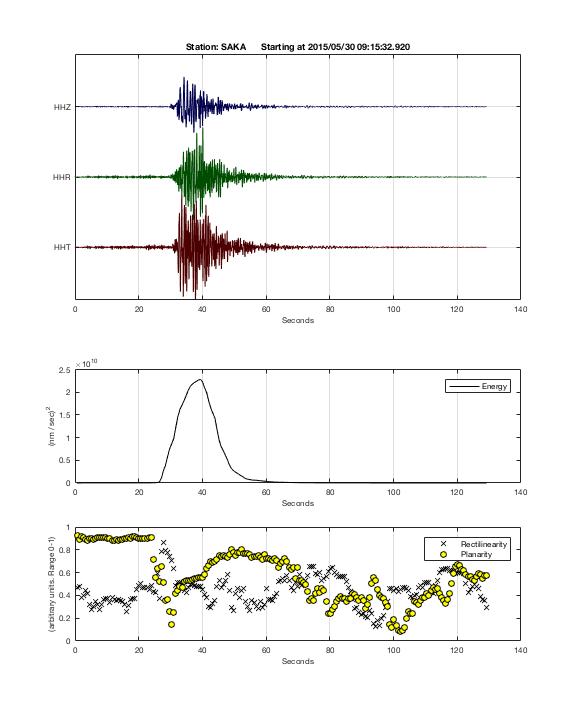 Station: SAKA Starting at 2015/05/30 09:15:32.920
HHZ
HHR
HHT
0 20 40 60 80 100 120 140
Seconds
× 10^10
2.5
2
1.5
1
0.5
0
(nm / sec)^2
Energy
0 20 40 60 80 100 120 140
Seconds
1
0.8
0.6
0.4
0.2
0
(arbitrary units. Range 0-1)
Rectilinearity
Planarity
0 20 40 60 80 100 120 140
Seconds